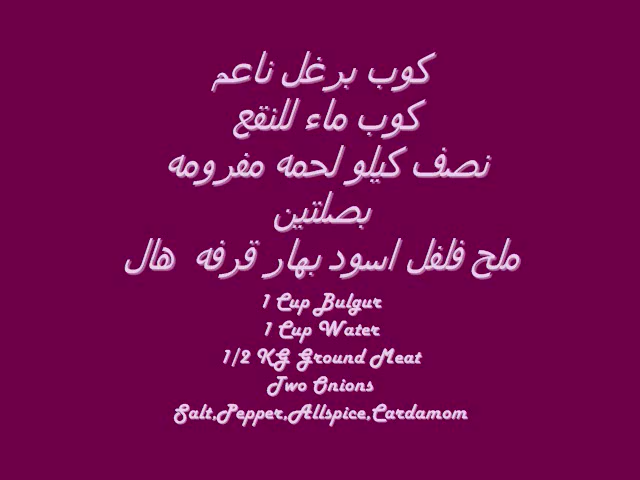 كوب برغل ناعم
كوب ماء للنقع
نصف كيلو لحمه مفرومه
بصلتين
ملح فلفل اسود بهار قرفه هال
1 Cup Bulgur
1 Cup Water
1/2 KG Ground Meat
Two Onions
Salt,Pepper,Allspice,Cardamom